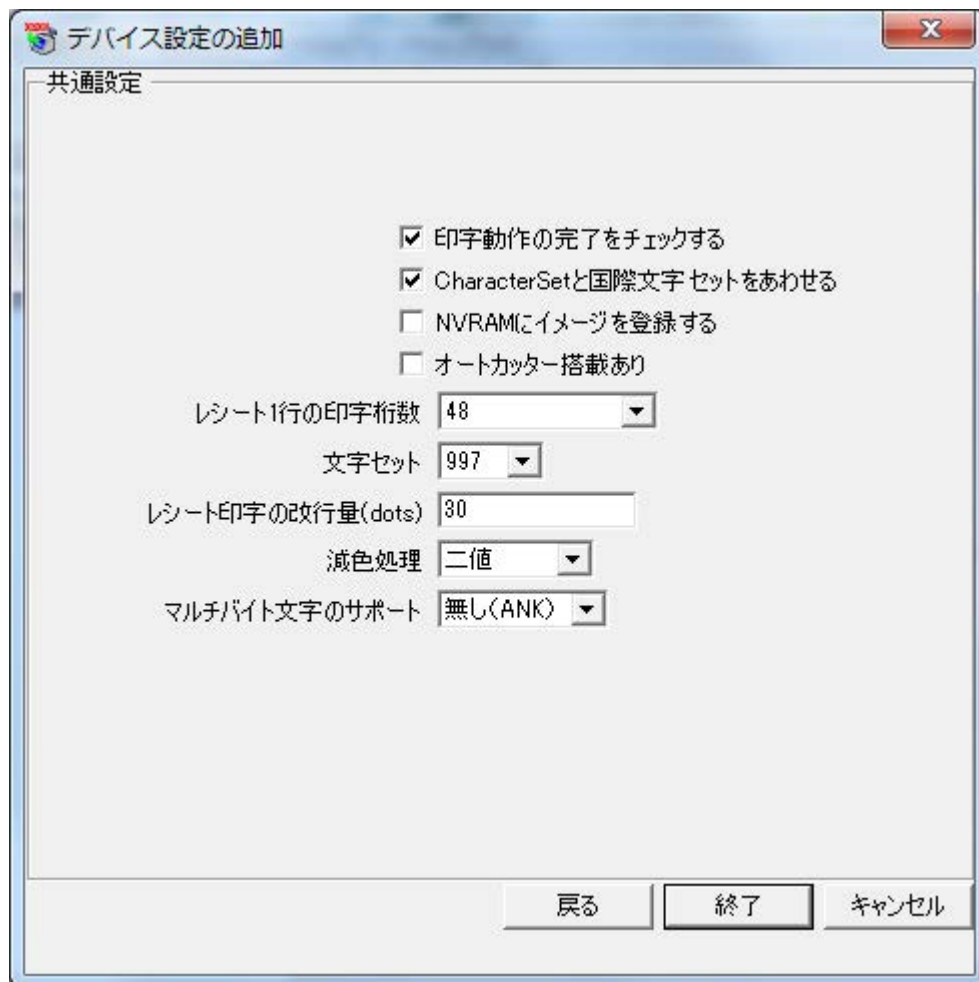 デバイス設定の追加
共通設定
印字動作の完了をチェックする
CharacterSetと国際文字セットをあわせる
NVRAMにイメージを登録する
オートカッター搭載あり
レシート1行の印字桁数 48
文字セット 997
レシート印字の改行量(dots) 30
減色処理 二値
マルチバイト文字のサポート 無し(ANK)
戻る 終了 キャンセル